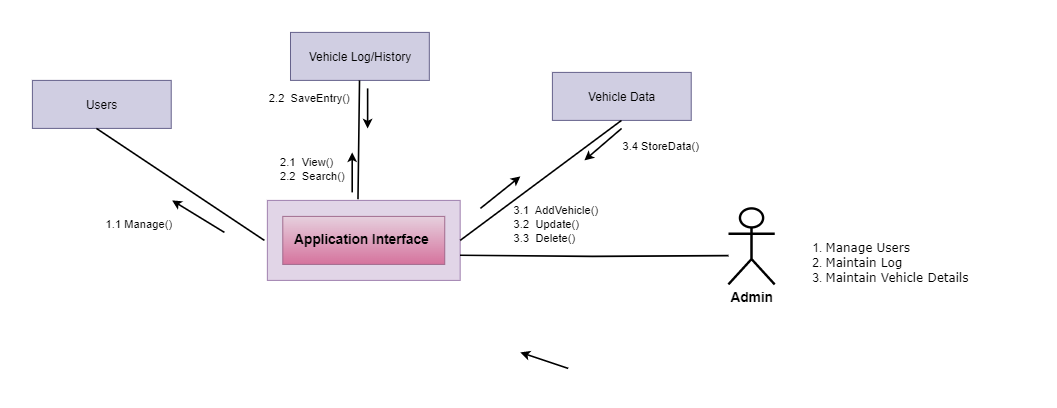 Vehicle Log/History
Users
Vehicle Data
2.2 SaveEntry()
3.4 StoreData()
2.1 View()
2.2 Search()
1.1 Manage()
3.1 AddVehicle()
3.2 Update()
3.3 Delete()
Application Interface
1. Manage Users
2. Maintain Log
3. Maintain Vehicle Details
Admin